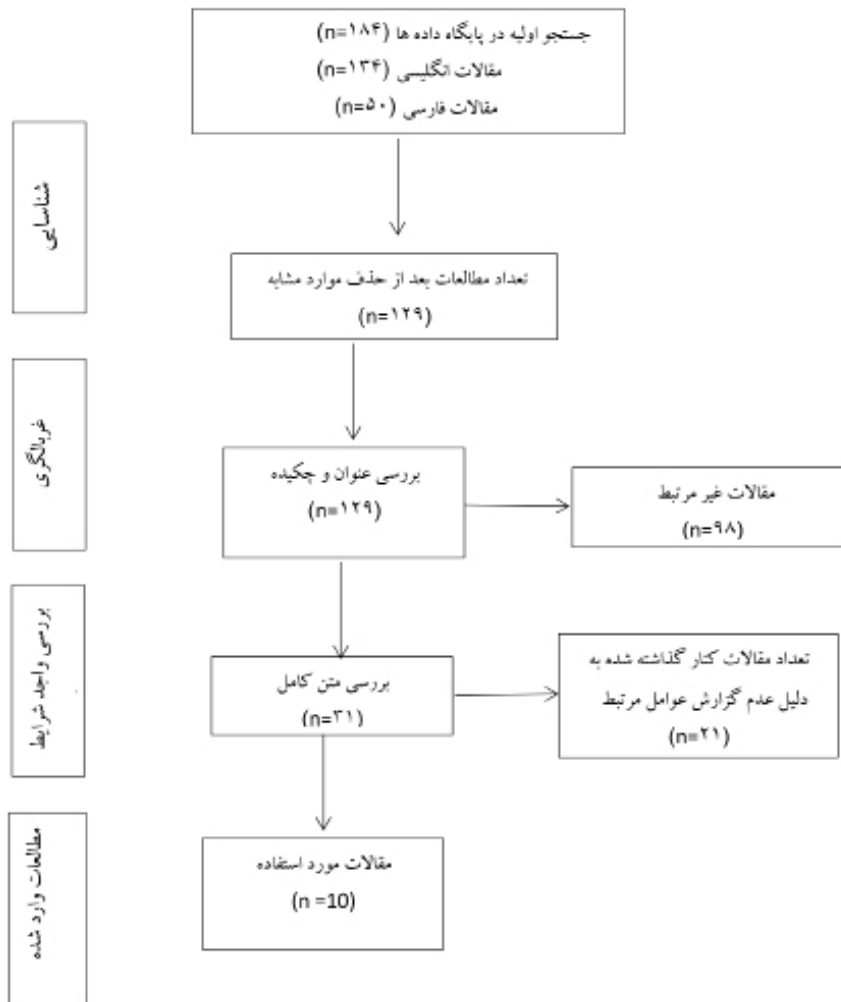 جستجو اولیه در پایگاه داده ها (n=۱۸۴)
مقالات انگلیسی (n=۱۳۴)
مقالات فارسی (n=۵۰)
شناسایی
تعداد مطالعات بعد از حذف موارد مشابه
(n=۱۲۹)
غربالگری
بررسی عنوان و چکیده
(n=۱۲۹)
مقالات غیر مرتبط
(n=۹۸)
بررسی واجد شرایط
بررسی متن کامل
(n=۳۱)
تعداد مقالات کنار گذاشته شده به
دلیل عدم گزارش عوامل مرتبط
(n=۲۱)
مطالعات وارد شده
مقالات مورد استفاده
(n =10)